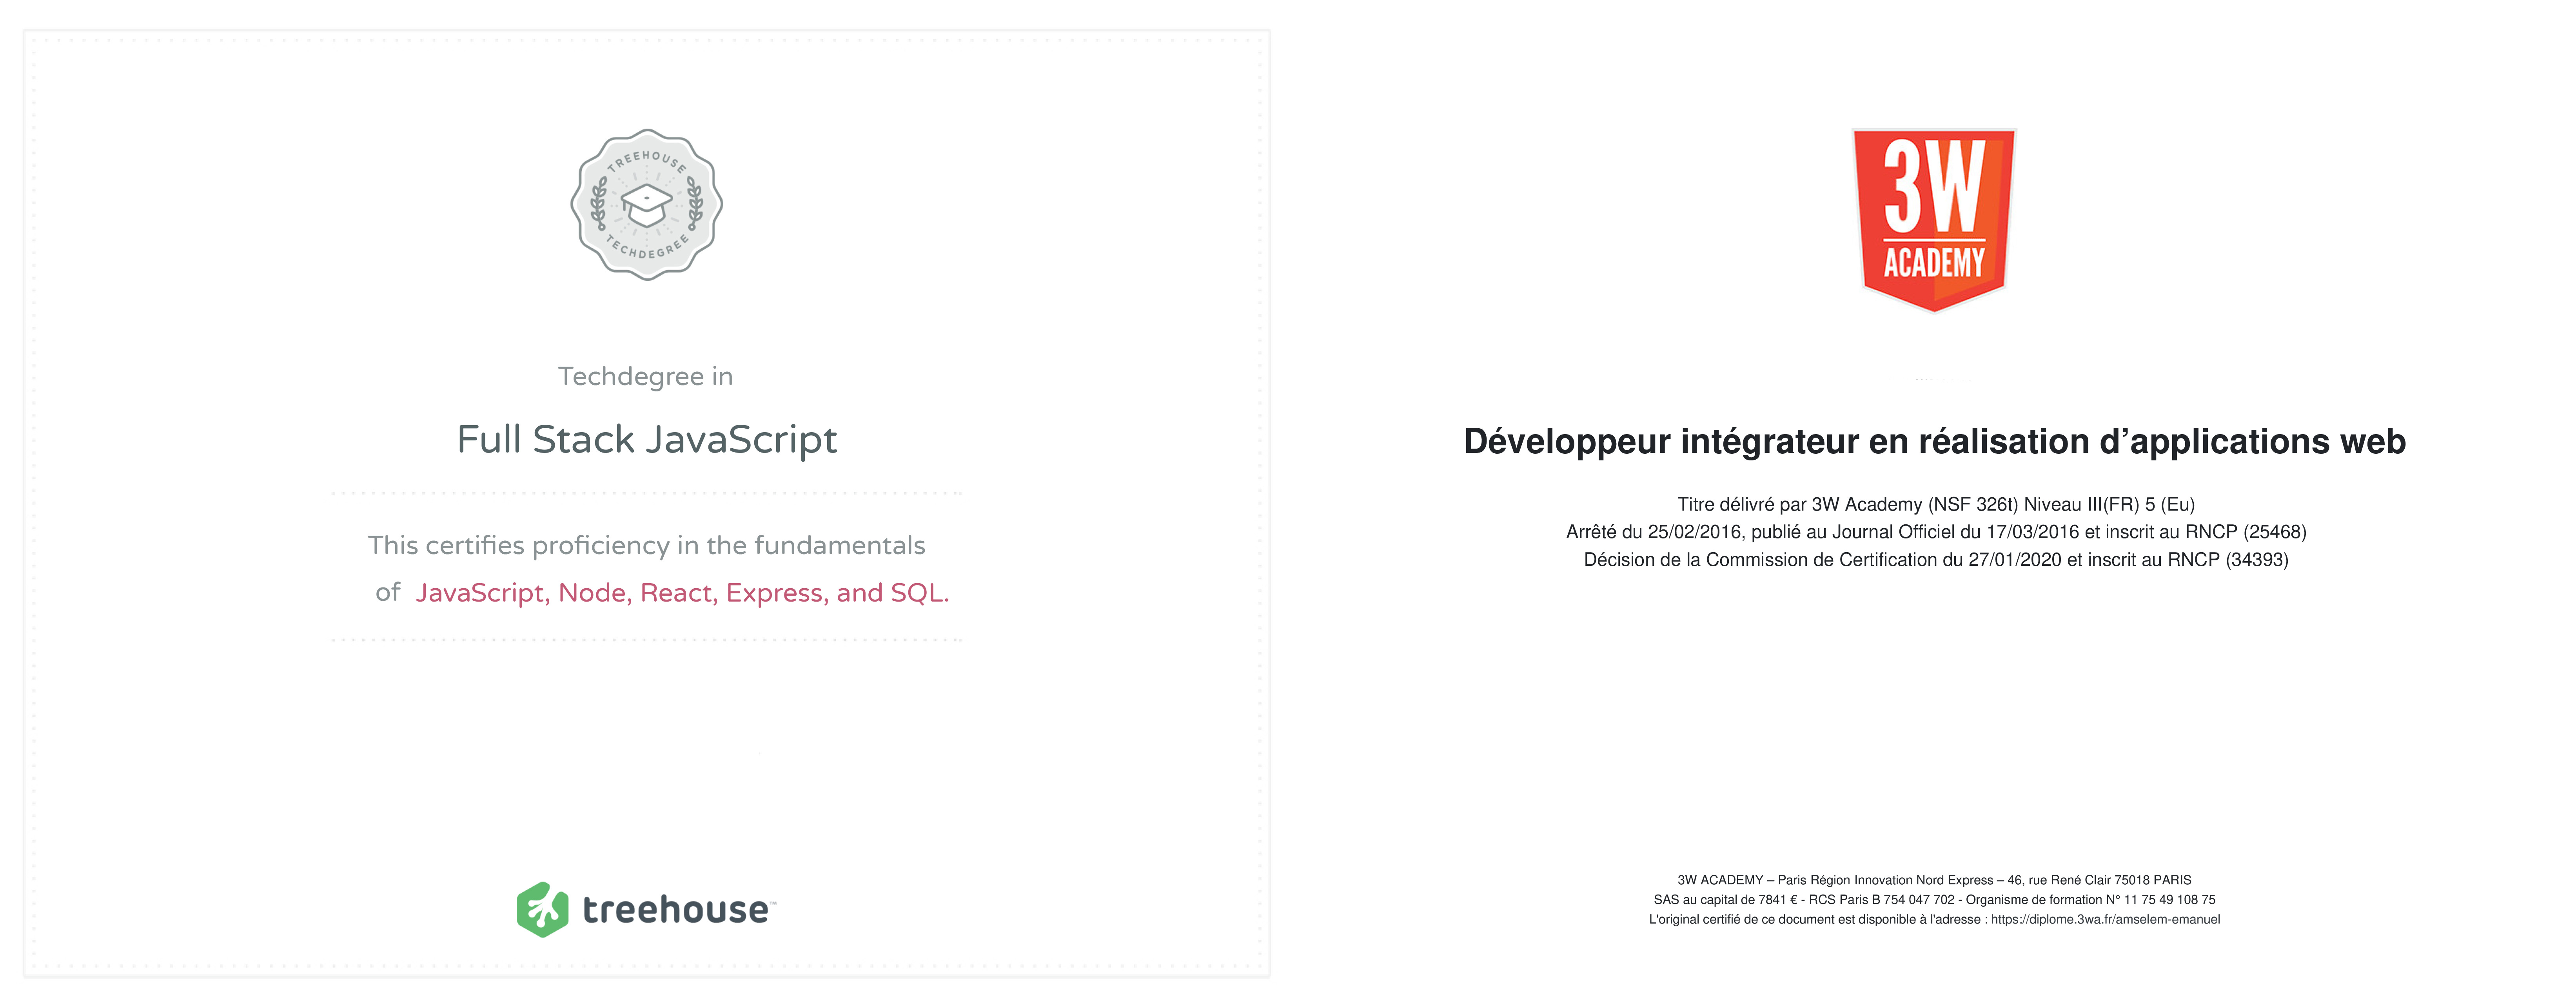 TREEHOUSE
TECHDEGREE
Techdegree in
Full Stack JavaScript
This certifies proficiency in the fundamentals
of JavaScript, Node, React, Express, and SQL.
treehouse™
3W
ACADEMY
Développeur intégrateur en réalisation d’applications web
Titre délivré par 3W Academy (NSF 326t) Niveau III(FR) 5 (Eu)
Arrêté du 25/02/2016, publié au Journal Officiel du 17/03/2016 et inscrit au RNCP (25468)
Décision de la Commission de Certification du 27/01/2020 et inscrit au RNCP (34393)
3W ACADEMY – Paris Région Innovation Nord Express – 46, rue René Clair 75018 PARIS
SAS au capital de 7841 € - RCS Paris B 754 047 702 - Organisme de formation N° 11 75 49 108 75
L'original certifié de ce document est disponible à l'adresse : https://diplome.3wa.fr/amselem-emanuel